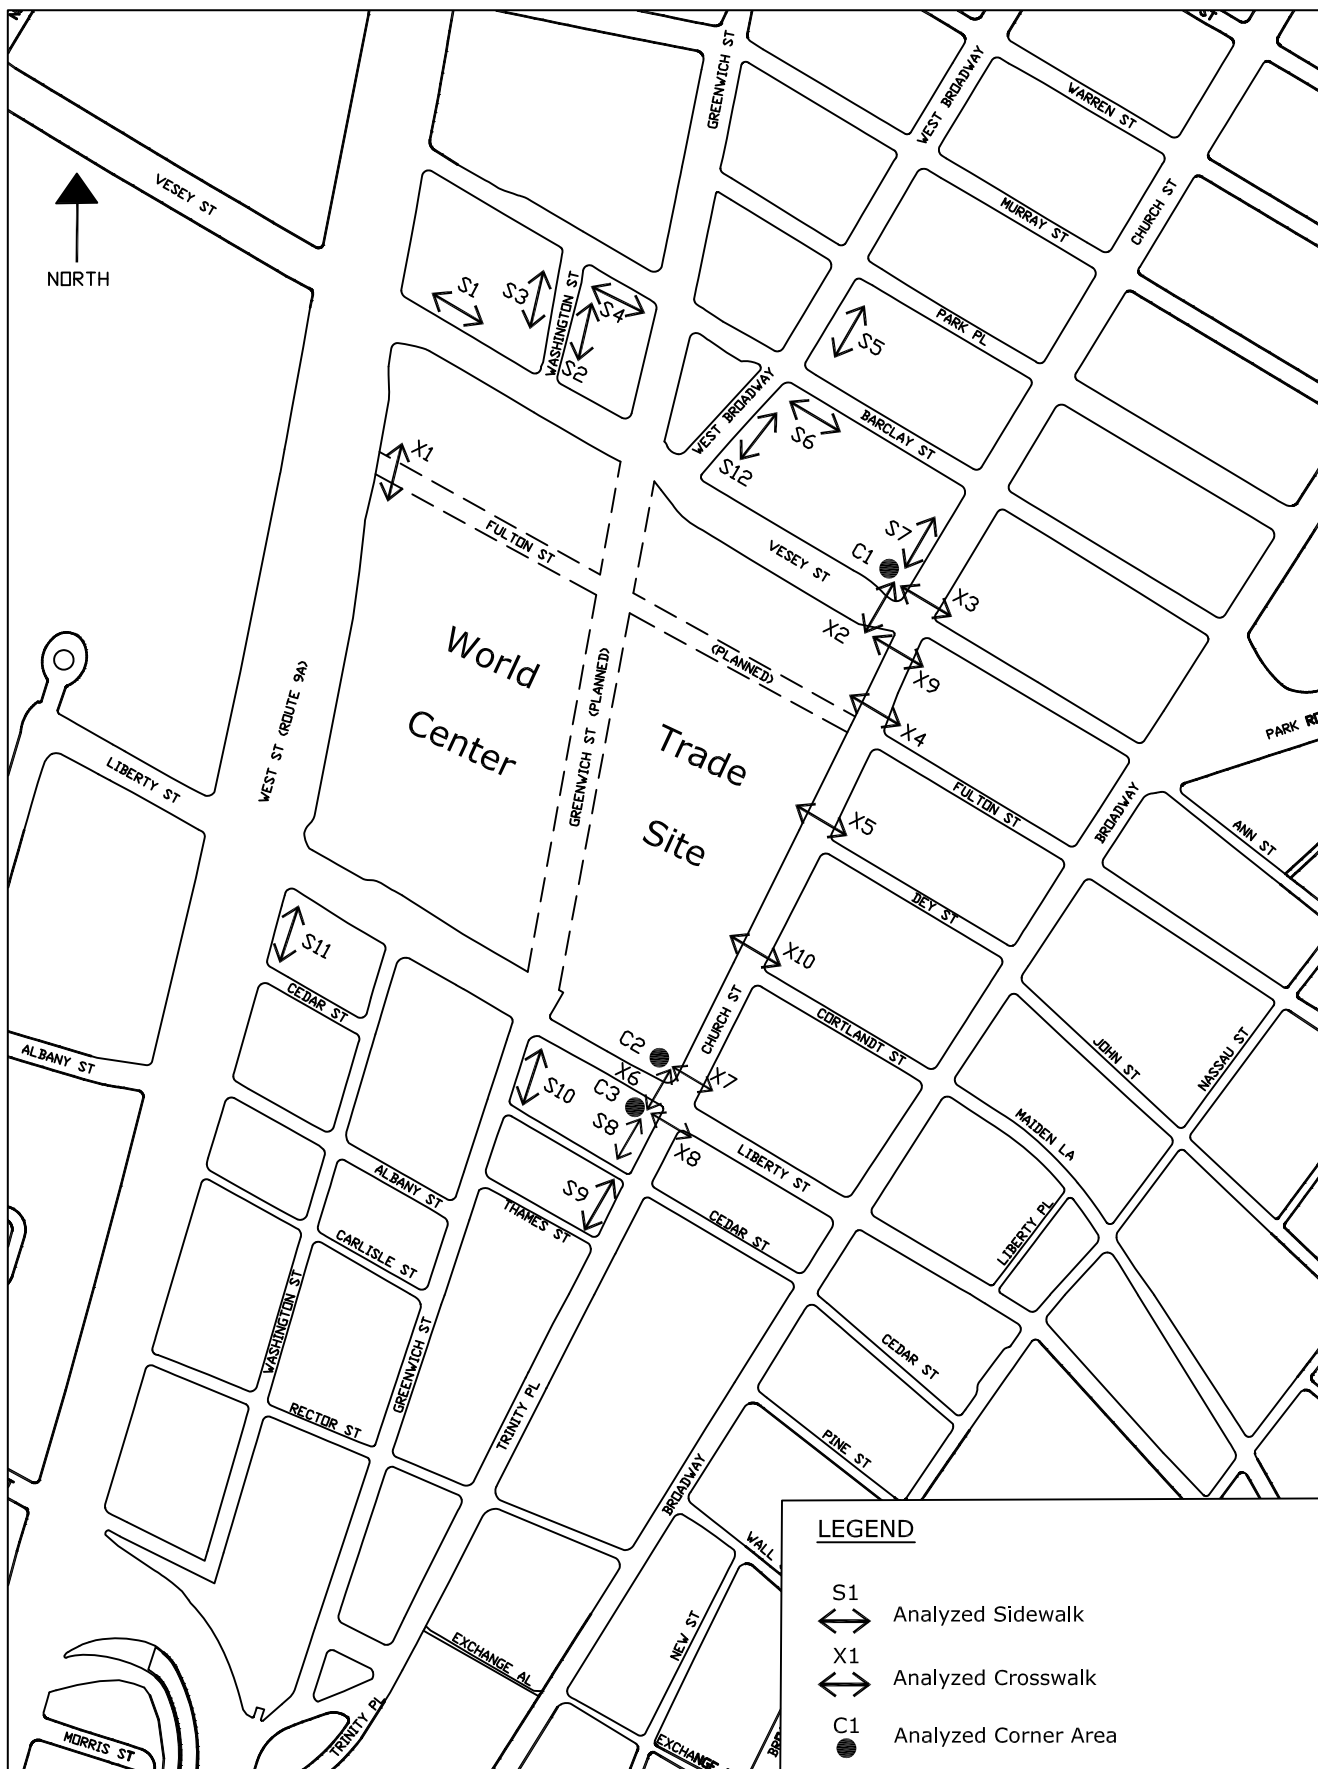 GREENWICH ST
WEST BROADWAY
WARREN ST
CHURCH ST
MURRAY ST
VESEY ST
NORTH
S1
S3
WASHINGTON ST
S4
S2
S5
PARK PL
WEST BROADWAY
BARCLAY ST
S6
S12
X1
FULTON ST
S7
C1
VESEY ST
X3
X2
X9
X4
(PLANNED)
World
Center
Trade
Site
GREENWICH ST (PLANNED)
WEST ST (ROUTE 9A)
LIBERTY ST
PARK
FULTON ST
BROADWAY
ANN ST
X5
DEY ST
X10
S11
CEDAR ST
ALBANY ST
CHURCH ST
CORTLANDT ST
JOHN ST
NASSAU ST
C2
X6
X7
C3
S10
S8
X8
LIBERTY ST
MAIDEN LA
LIBERTY PL
S9
ALBANY ST
THAMES ST
CEDAR ST
CARLISLE ST
WASHINGTON ST
GREENWICH ST
CEDAR ST
RECTOR ST
TRINITY PL
PINE ST
BROADWAY
WALL
NEW ST
EXCHANGE AL
TRINITY PL
MORRIS ST
EXCHANGE
LEGEND
S1
Analyzed Sidewalk
X1
Analyzed Crosswalk
C1
Analyzed Corner Area